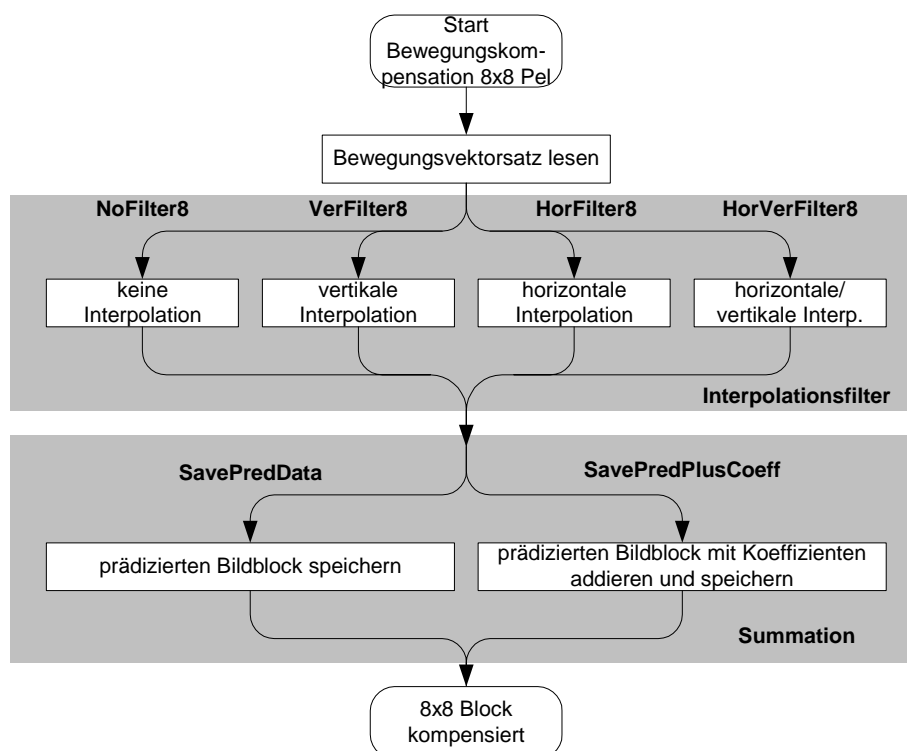 Start
Bewegungskom-
pensation 8x8 Pel
Bewegungsvektorsatz lesen
NoFilter8
VerFilter8
HorFilter8
HorVerFilter8
keine
Interpolation
vertikale
Interpolation
horizontale
Interpolation
horizontale/
vertikale Interp.
Interpolationsfilter
SavePredData
SavePredPlusCoeff
prädizierten Bildblock speichern
prädizierten Bildblock mit Koeffizienten
addieren und speichern
Summation
8x8 Block
kompensiert